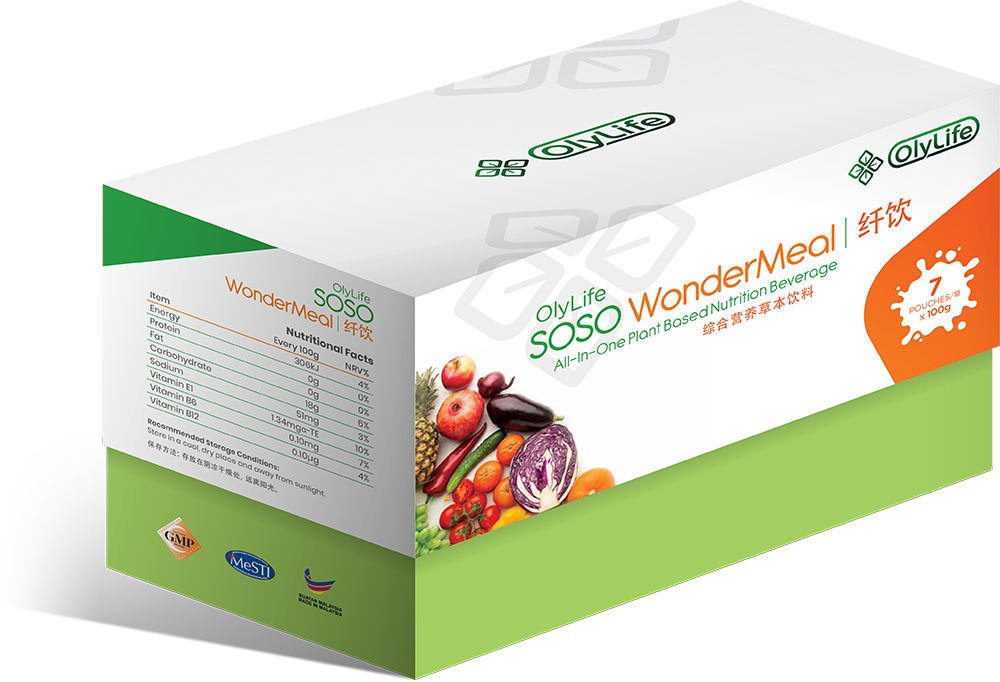 OlyLife
OlyLife
OlyLife
SOSO WonderMeal | 纤饮
All-In-One Plant Based Nutrition Beverage
综合营养草本饮料
7
POUCHES/袋
x 100g
OlyLife
SOSO
WonderMeal | 纤饮
Nutritional Facts
Item Every 100g NRV%
Energy 306kJ 4%
Protein 0g 0%
Fat 0g 0%
Carbohydrate 18g 6%
Sodium 51mg 3%
Vitamin E1 1.34mgα-TE 10%
Vitamin B6 0.10mg 7%
Vitamin B12 0.10µg 4%
Recommended Storage Conditions:
Store in a cool, dry place and away from sunlight.
保存方法：存放在阴凉干燥处，远离阳光。
GMP
MeSTI
BUATAN MALAYSIA
MADE IN MALAYSIA